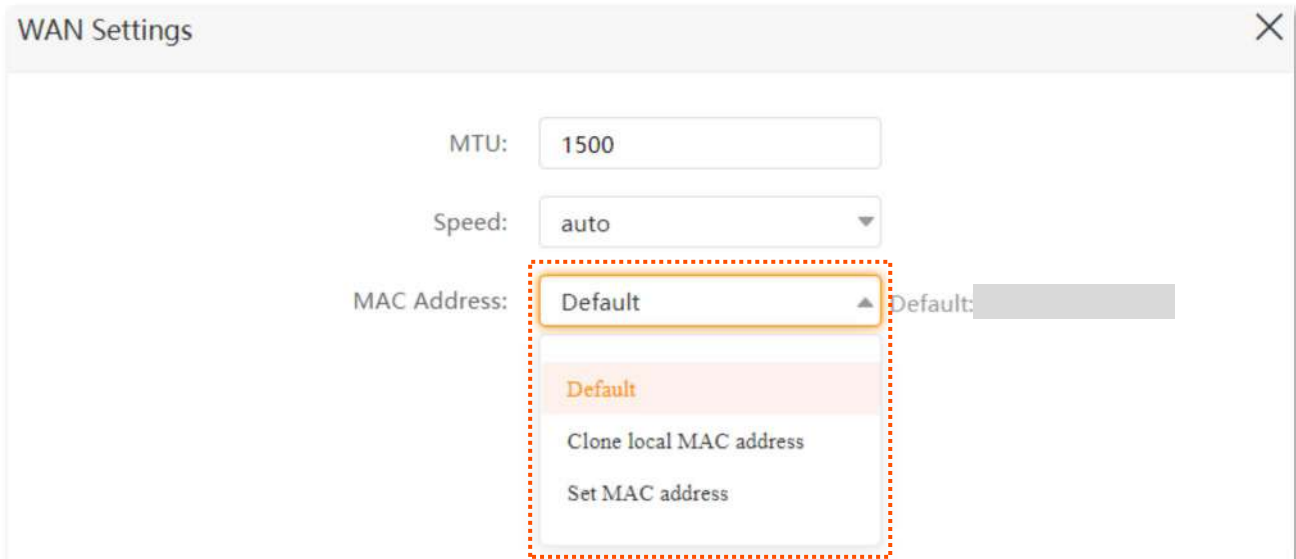 WAN Settings
MTU: 1500
Speed: auto
MAC Address: Default Default:
Default
Clone local MAC address
Set MAC address